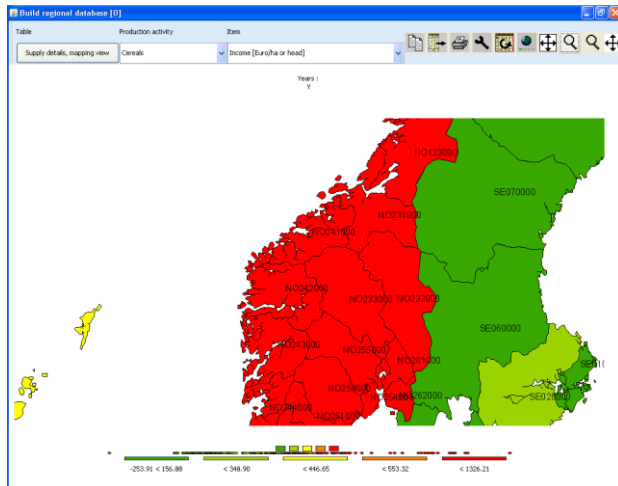 Build regional database [0]
Table
Production activity
Item
Supply details, mapping view
Cereals
Income [Euro/ha or head]
Years :
y
NO123000
SE070000
NO231000
NO241000
NO242000
NO233000
NO232000
SE060000
NO243000
NO255000
NO261000
NO253000
NO262000
NO244000
NO251000
SE020000
-253.91 < 156.88
< 348.90
< 446.65
< 553.32
< 1326.21